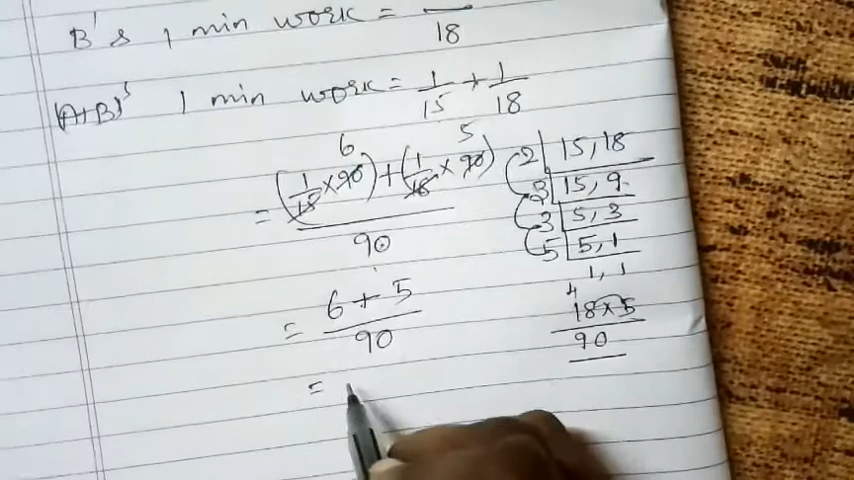 B's 1 min work = —/18
(A+B)'s 1 min work = 1/15 + 1/18
= ((1/15 × 90) 6 + (1/18 × 90) 5)/90
= (6 + 5)/90
=
2 | 15, 18
3 | 15, 9
3 | 5, 3
5 | 5, 1
1, 1
4
18 × 5
90